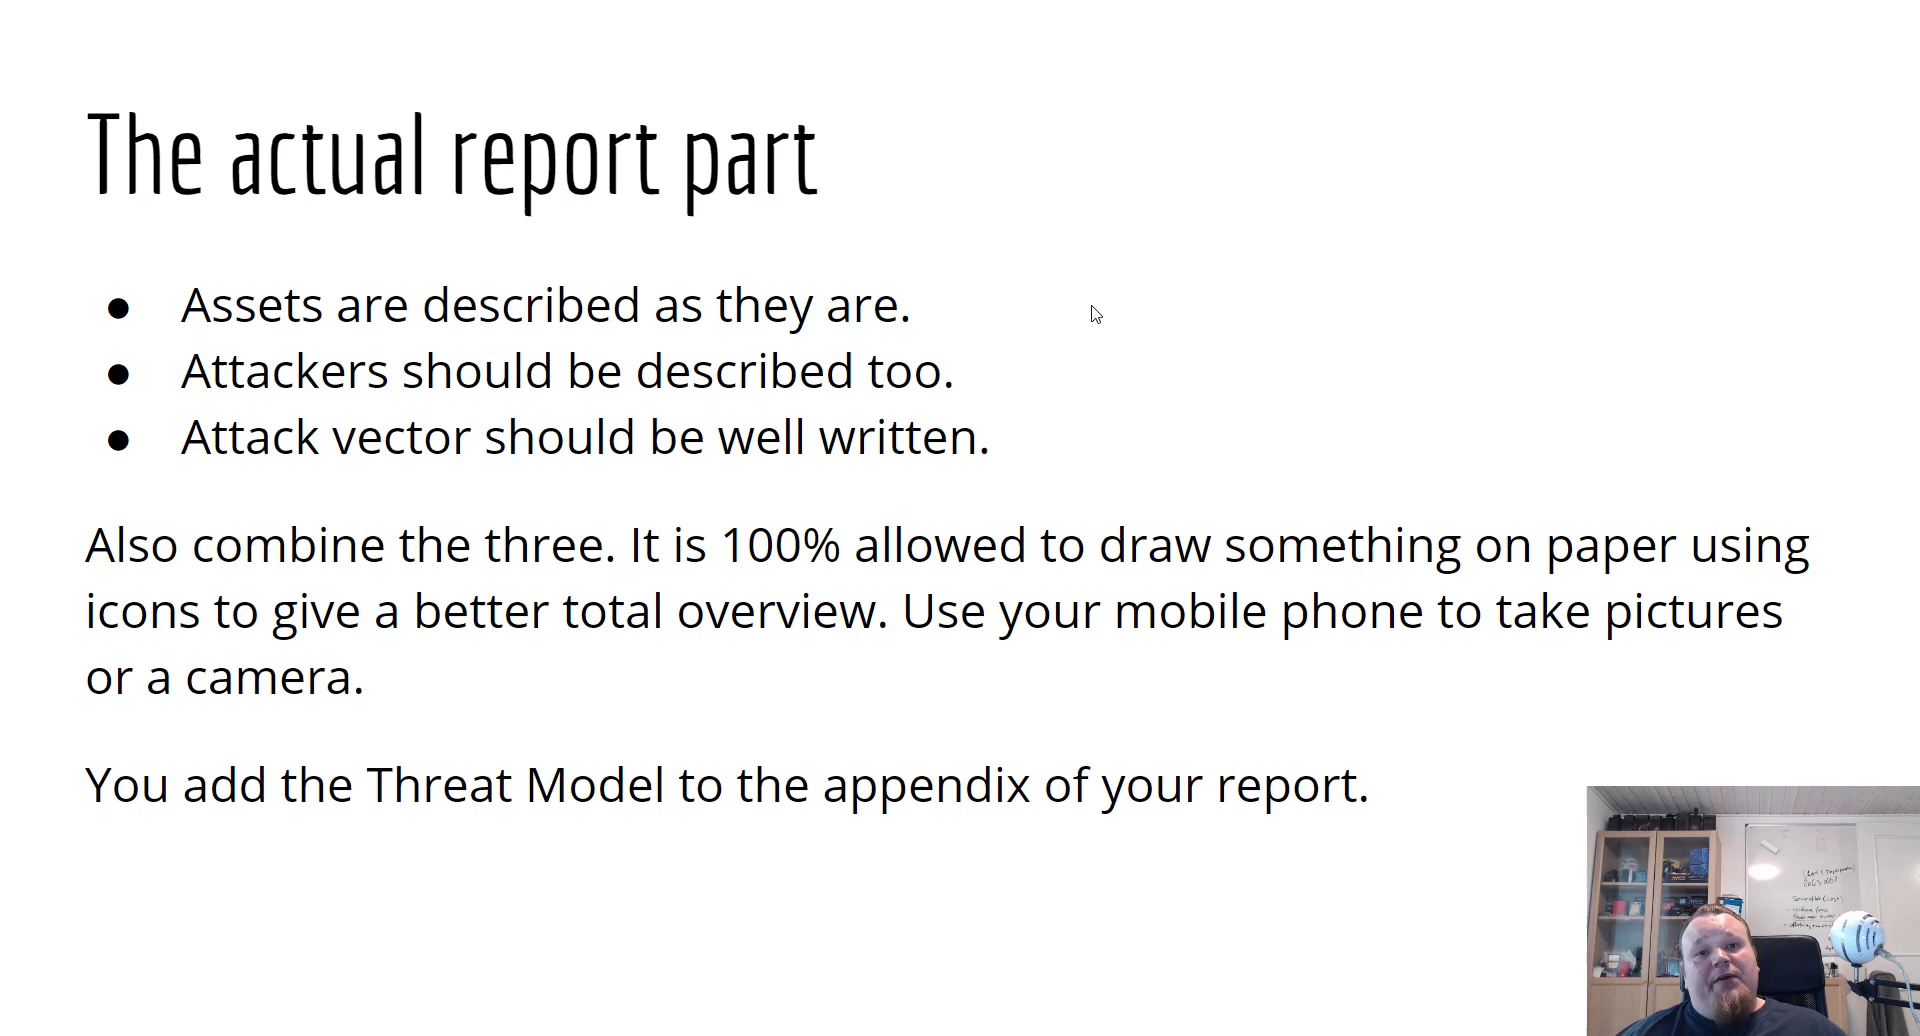 The actual report part
● Assets are described as they are.
● Attackers should be described too.
● Attack vector should be well written.
Also combine the three. It is 100% allowed to draw something on paper using
icons to give a better total overview. Use your mobile phone to take pictures
or a camera.
You add the Threat Model to the appendix of your report.